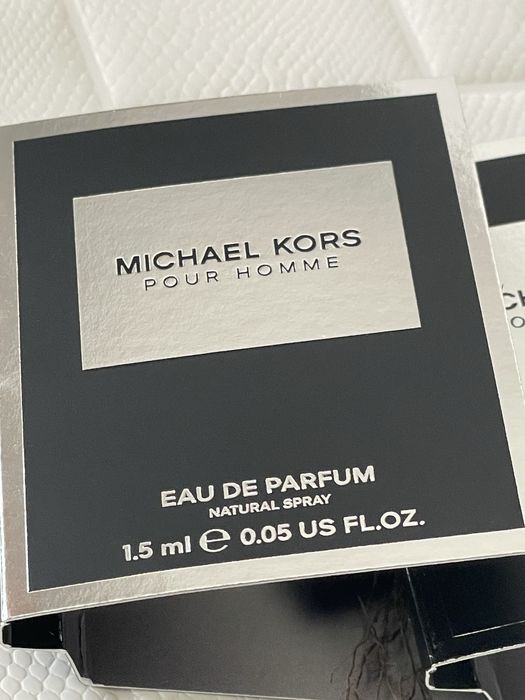 MICHAEL KORS
POUR HOMME
EAU DE PARFUM
NATURAL SPRAY
1.5 ml ℮ 0.05 US FL.OZ.